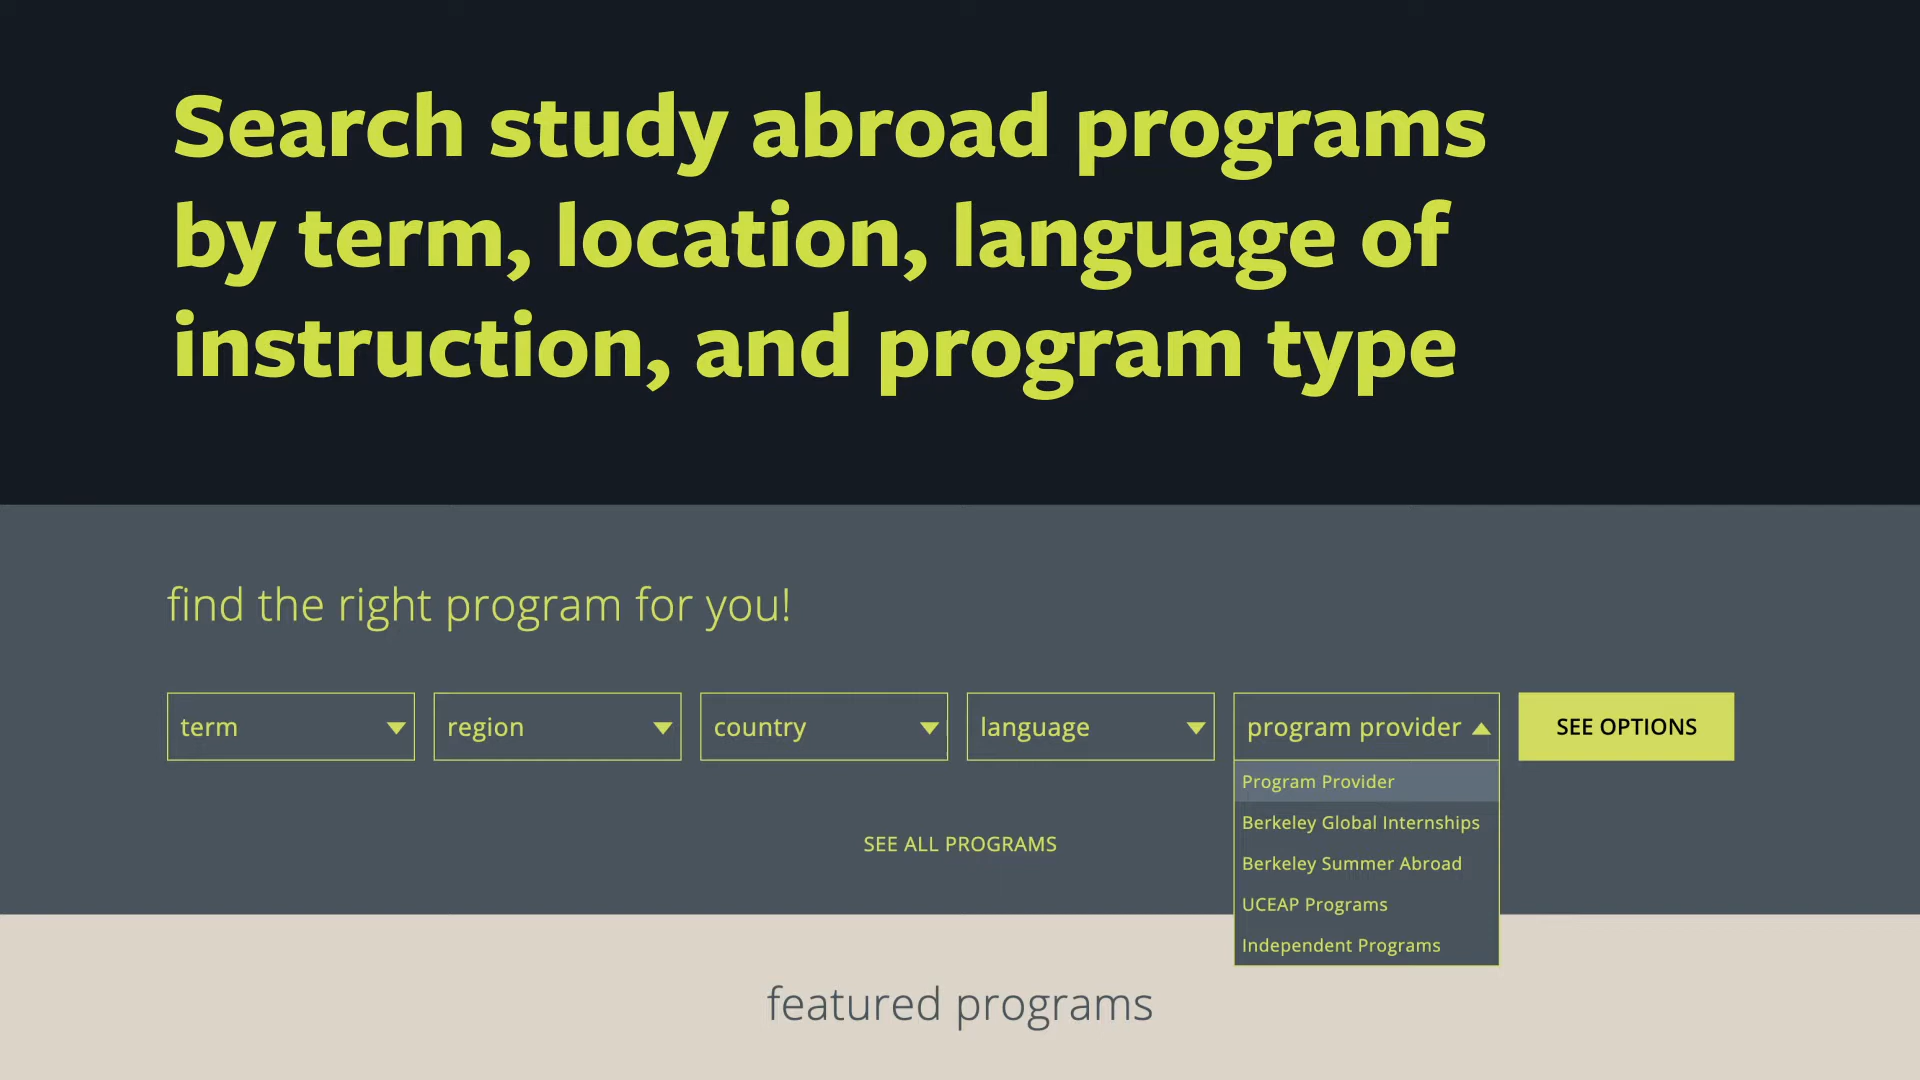 Search study abroad programs
by term, location, language of
instruction, and program type
find the right program for you!
term
region
country
language
program provider
SEE OPTIONS
Program Provider
Berkeley Global Internships
Berkeley Summer Abroad
UCEAP Programs
Independent Programs
SEE ALL PROGRAMS
featured programs